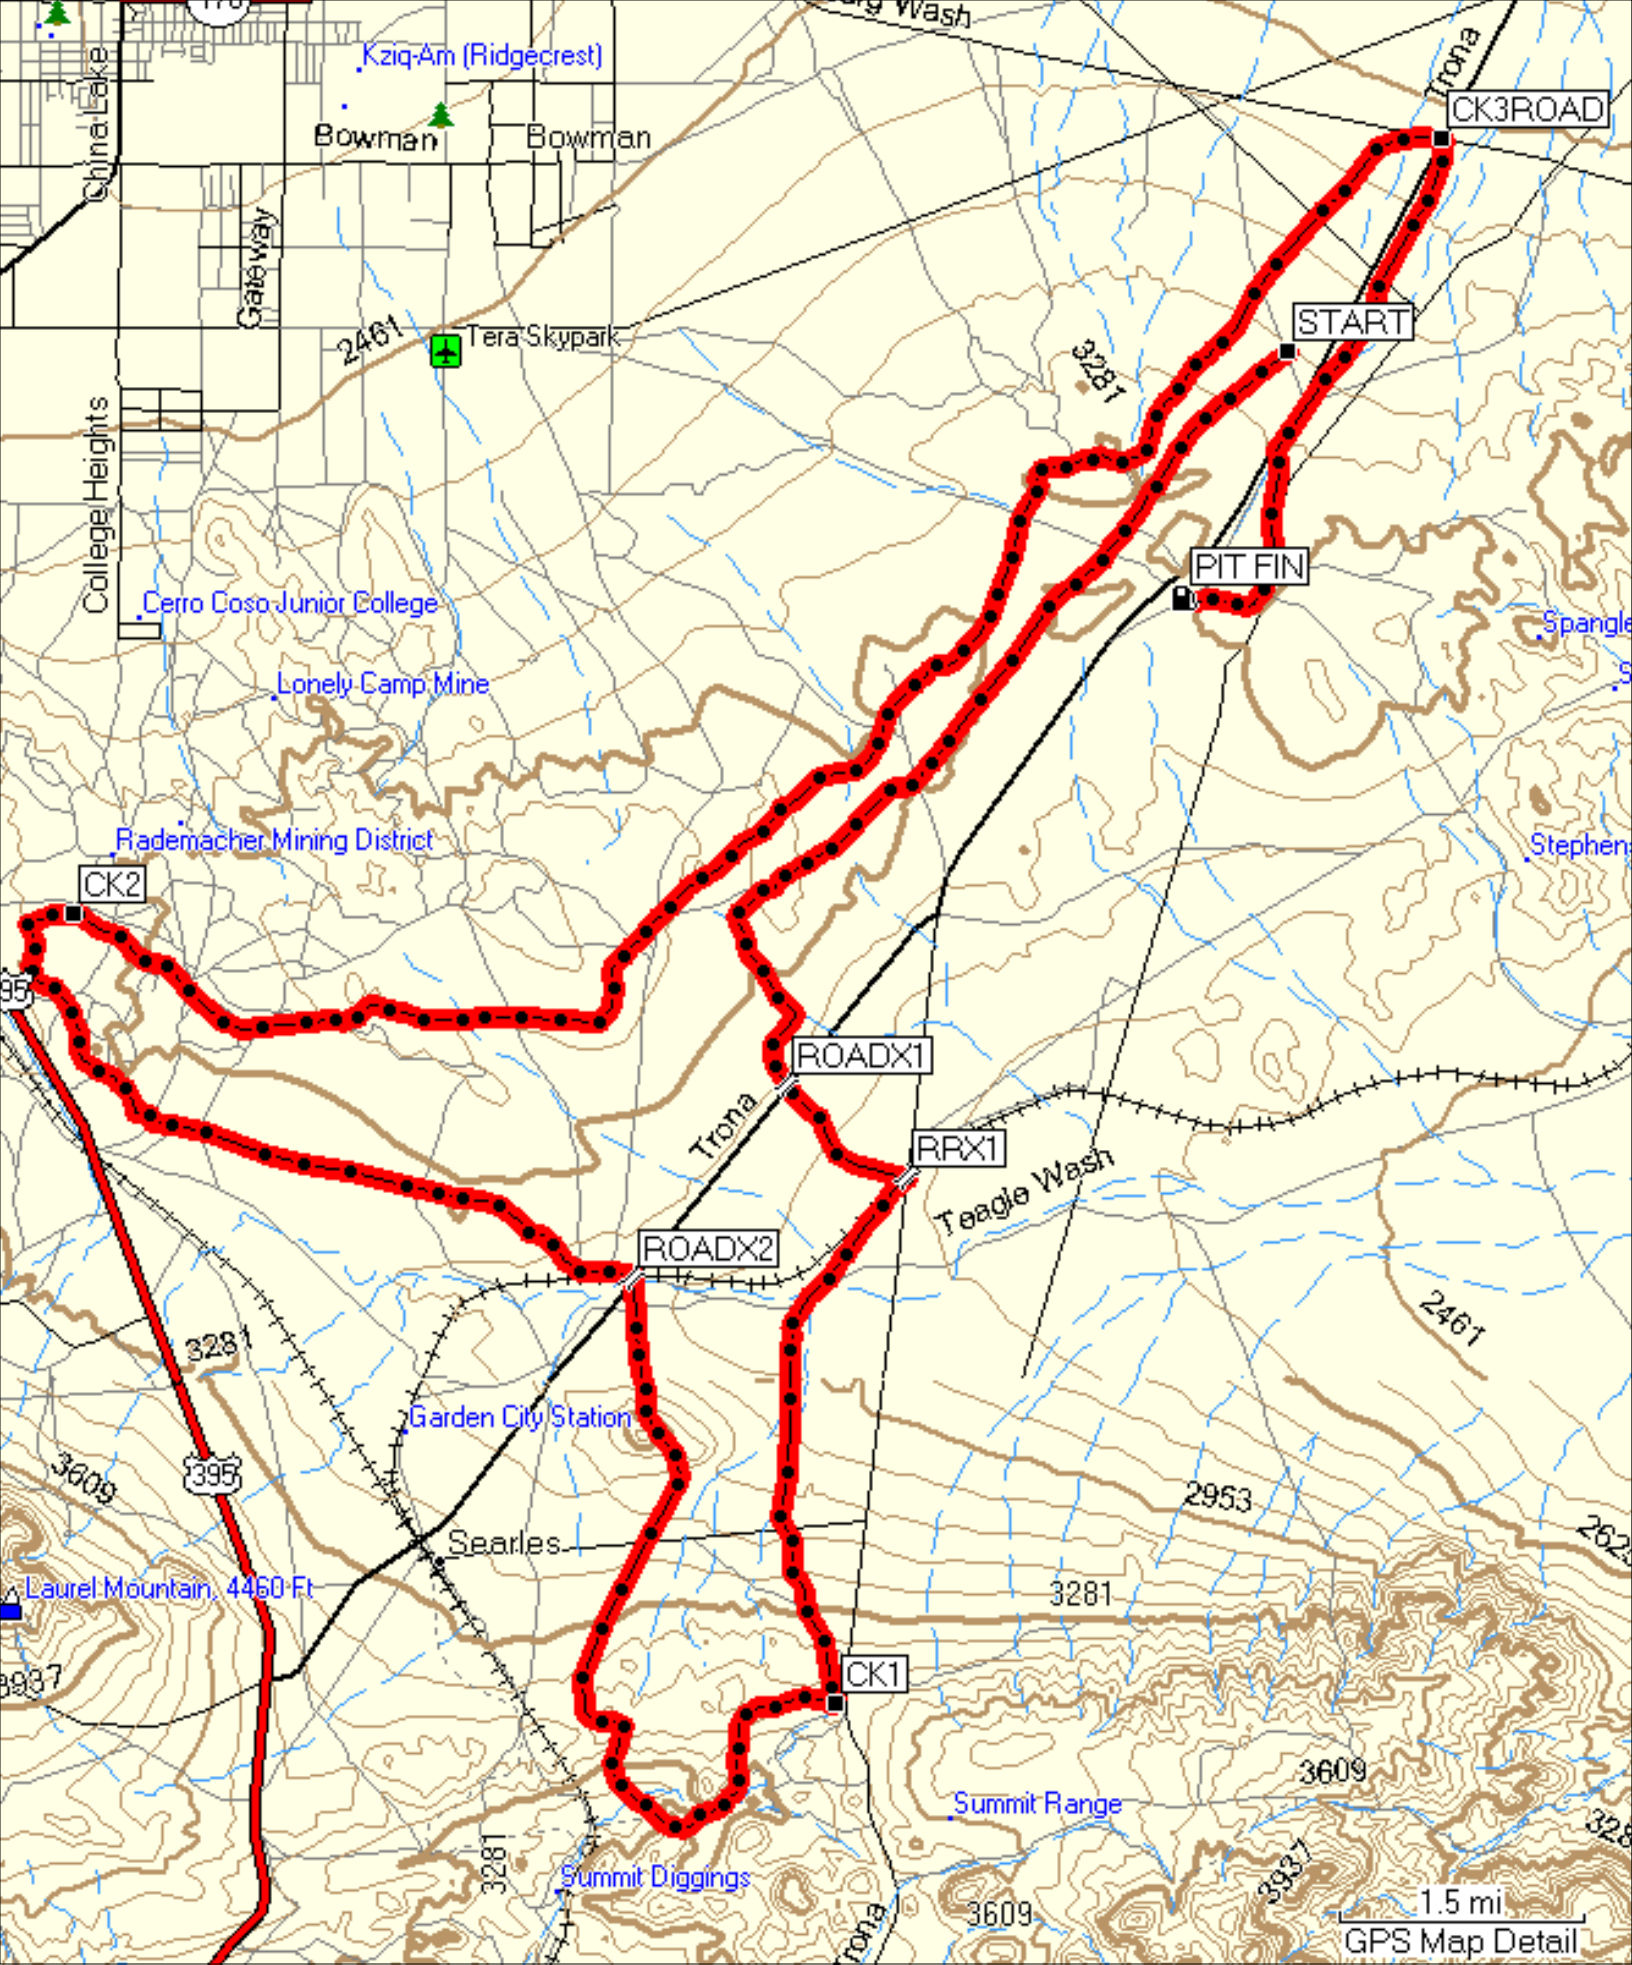 178
Wash
Trona
Kziq-Am (Ridgecrest)
China Lake
CK3ROAD
Bowman
Bowman
Gateway
START
2461
Tera Skypark
3281
College Heights
PIT FIN
Cerro Coso Junior College
Lonely Camp Mine
Rademacher Mining District
CK2
95
ROADX1
Trona
RRX1
Teagle Wash
ROADX2
3281
2461
Garden City Station
395
3609
2953
Searles
Laurel Mountain, 4460 Ft
3281
3937
CK1
3609
Summit Range
3281
Summit Diggings
3937
3609
1.5 mi
GPS Map Detail